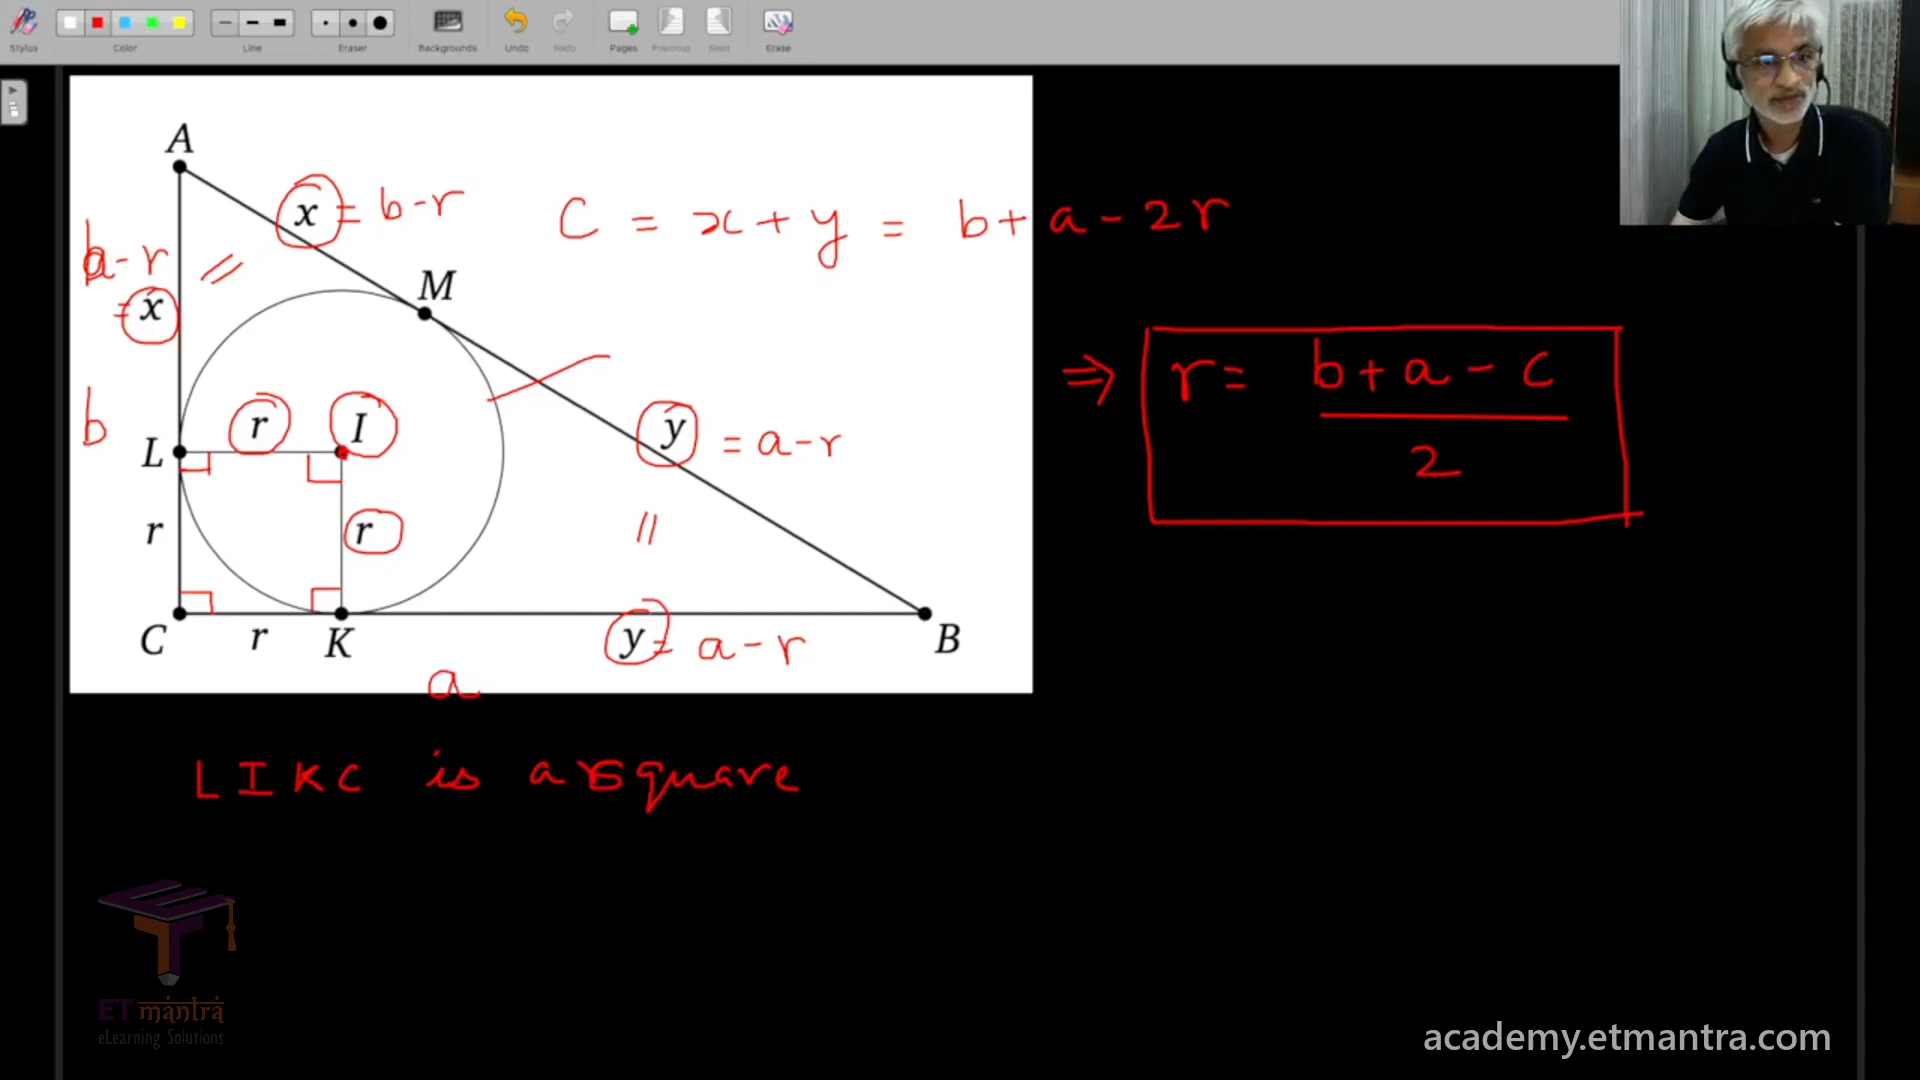 Stylus
Color
Line
Eraser
Backgrounds
Undo
Redo
Pages
Previous
Next
Erase
A
x = b-r
C = x+y = b+a-2r
b-r
= x
M
⇒ r = b+a-c
2
b
r
I
y = a-r
L
r
r
C
r
K
y = a-r
B
a
LIKC is a square
ET mantra
eLearning Solutions
academy.etmantra.com